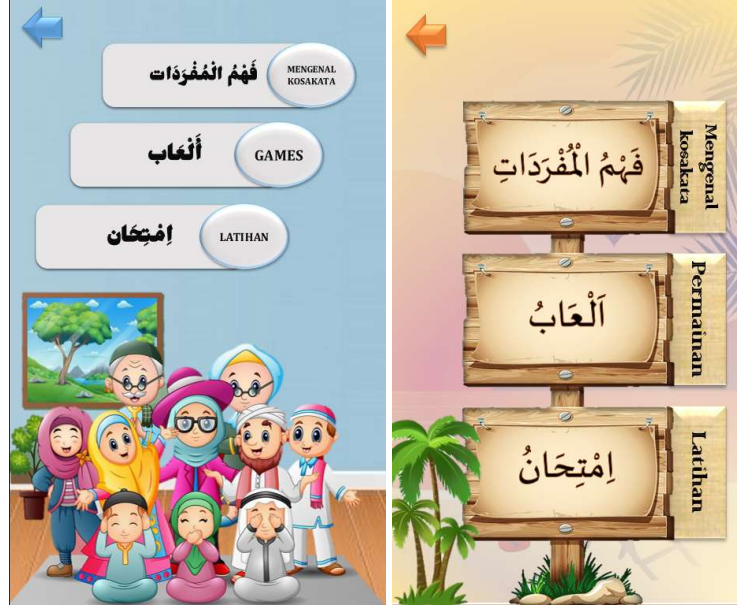 فَهْمُ الْمُفْرَدَات
MENGENAL
KOSAKATA
أَلْعَاب
GAMES
اِمْتِحَان
LATIHAN
فَهْمُ الْمُفْرَدَاتِ
Mengenal
kosakata
اَلْعَابُ
Permainan
اِمْتِحَانُ
Latihan